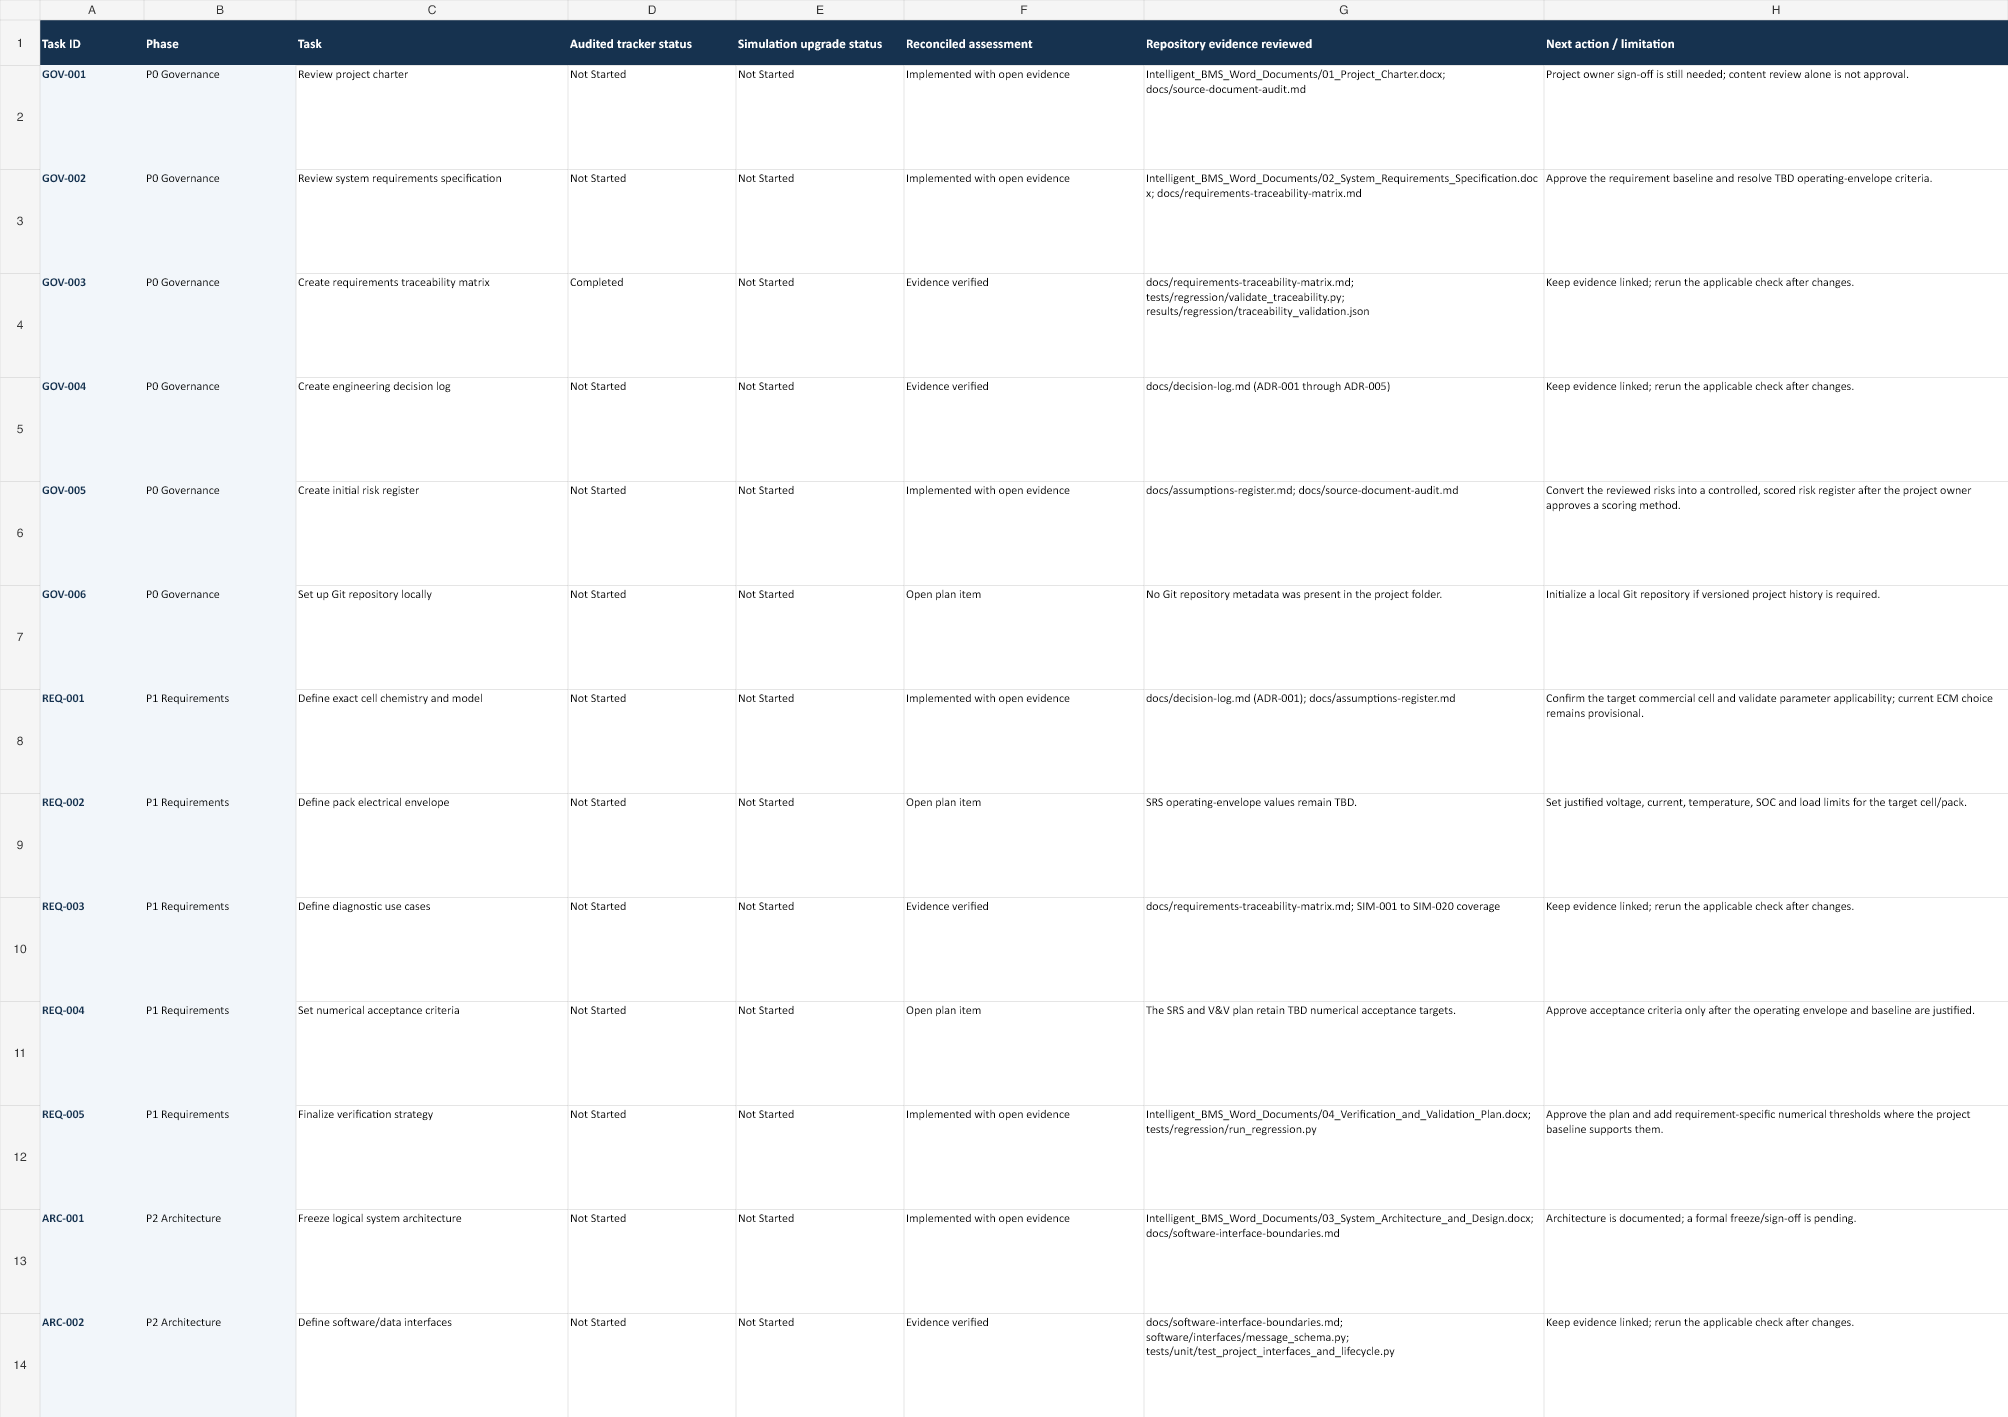 A B C D E F G H
1 Task ID Phase Task Audited tracker status Simulation upgrade status Reconciled assessment Repository evidence reviewed Next action / limitation
GOV-001 P0 Governance Review project charter Not Started Not Started Implemented with open evidence Intelligent_BMS_Word_Documents/01_Project_Charter.docx; Project owner sign-off is still needed; content review alone is not approval.
docs/source-document-audit.md
2
GOV-002 P0 Governance Review system requirements specification Not Started Not Started Implemented with open evidence Intelligent_BMS_Word_Documents/02_System_Requirements_Specification.doc Approve the requirement baseline and resolve TBD operating-envelope criteria.
x; docs/requirements-traceability-matrix.md
3
GOV-003 P0 Governance Create requirements traceability matrix Completed Not Started Evidence verified docs/requirements-traceability-matrix.md; Keep evidence linked; rerun the applicable check after changes.
tests/regression/validate_traceability.py;
results/regression/traceability_validation.json
4
GOV-004 P0 Governance Create engineering decision log Not Started Not Started Evidence verified docs/decision-log.md (ADR-001 through ADR-005) Keep evidence linked; rerun the applicable check after changes.
5
GOV-005 P0 Governance Create initial risk register Not Started Not Started Implemented with open evidence docs/assumptions-register.md; docs/source-document-audit.md Convert the reviewed risks into a controlled, scored risk register after the project owner
approves a scoring method.
6
GOV-006 P0 Governance Set up Git repository locally Not Started Not Started Open plan item No Git repository metadata was present in the project folder. Initialize a local Git repository if versioned project history is required.
7
REQ-001 P1 Requirements Define exact cell chemistry and model Not Started Not Started Implemented with open evidence docs/decision-log.md (ADR-001); docs/assumptions-register.md Confirm the target commercial cell and validate parameter applicability; current ECM choice
remains provisional.
8
REQ-002 P1 Requirements Define pack electrical envelope Not Started Not Started Open plan item SRS operating-envelope values remain TBD. Set justified voltage, current, temperature, SOC and load limits for the target cell/pack.
9
REQ-003 P1 Requirements Define diagnostic use cases Not Started Not Started Evidence verified docs/requirements-traceability-matrix.md; SIM-001 to SIM-020 coverage Keep evidence linked; rerun the applicable check after changes.
10
REQ-004 P1 Requirements Set numerical acceptance criteria Not Started Not Started Open plan item The SRS and V&V plan retain TBD numerical acceptance targets. Approve acceptance criteria only after the operating envelope and baseline are justified.
11
REQ-005 P1 Requirements Finalize verification strategy Not Started Not Started Implemented with open evidence Intelligent_BMS_Word_Documents/04_Verification_and_Validation_Plan.docx; Approve the plan and add requirement-specific numerical thresholds where the project
tests/regression/run_regression.py baseline supports them.
12
ARC-001 P2 Architecture Freeze logical system architecture Not Started Not Started Implemented with open evidence Intelligent_BMS_Word_Documents/03_System_Architecture_and_Design.docx; Architecture is documented; a formal freeze/sign-off is pending.
docs/software-interface-boundaries.md
13
ARC-002 P2 Architecture Define software/data interfaces Not Started Not Started Evidence verified docs/software-interface-boundaries.md; Keep evidence linked; rerun the applicable check after changes.
software/interfaces/message_schema.py;
tests/unit/test_project_interfaces_and_lifecycle.py
14